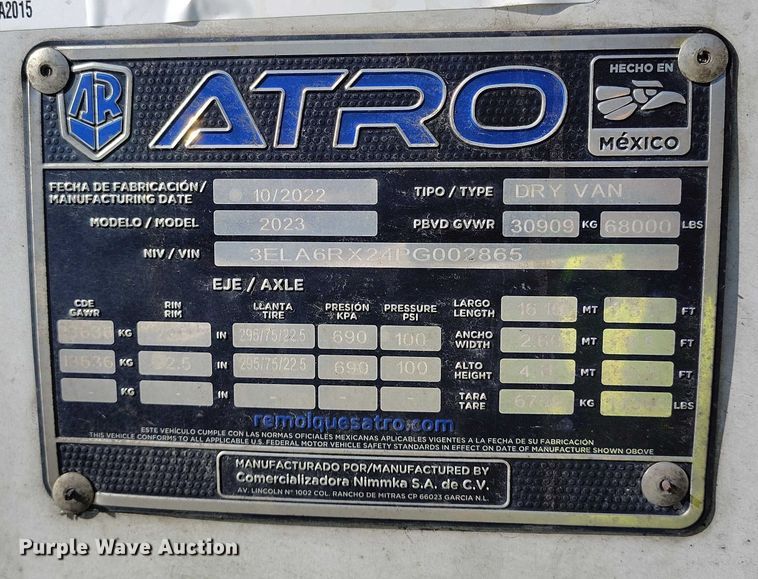 A2015
AR ATRO HECHO EN MÉXICO
FECHA DE FABRICACIÓN/ MANUFACTURING DATE 10/2022 TIPO / TYPE DRY VAN
MODELO / MODEL 2023 PBVD GVWR 30909 KG 68000 LBS
NIV / VIN 3ELA6RX24PG002865
EJE / AXLE
CDE GAWR RIN RIM LLANTA TIRE PRESIÓN KPA PRESSURE PSI LARGO LENGTH MT FT
KG IN 295/75/22.5 690 100 ANCHO WIDTH MT FT
13636 KG 22.5 IN 295/75/22.5 690 100 ALTO HEIGHT MT FT
KG - IN - - - TARA TARE KG LBS
remolquesatro.com
ESTE VEHÍCULO CUMPLE CON LAS NORMAS OFICIALES MEXICANAS APLICABLES VIGENTES A LA FECHA DE SU FABRICACIÓN
THIS VEHICLE CONFORMS TO ALL APLICABLE U.S. FEDERAL MOTOR VEHICLE SAFETY STANDARDS IN EFFECT ON DATE OF MANUFACTURE SHOWN ABOVE
MANUFACTURADO POR/MANUFACTURED BY
Comercializadora Nimmka S.A. de C.V.
AV. LINCOLN Nº 1002 COL. RANCHO DE MITRAS CP 66023 GARCIA N.L.
Purple Wave Auction